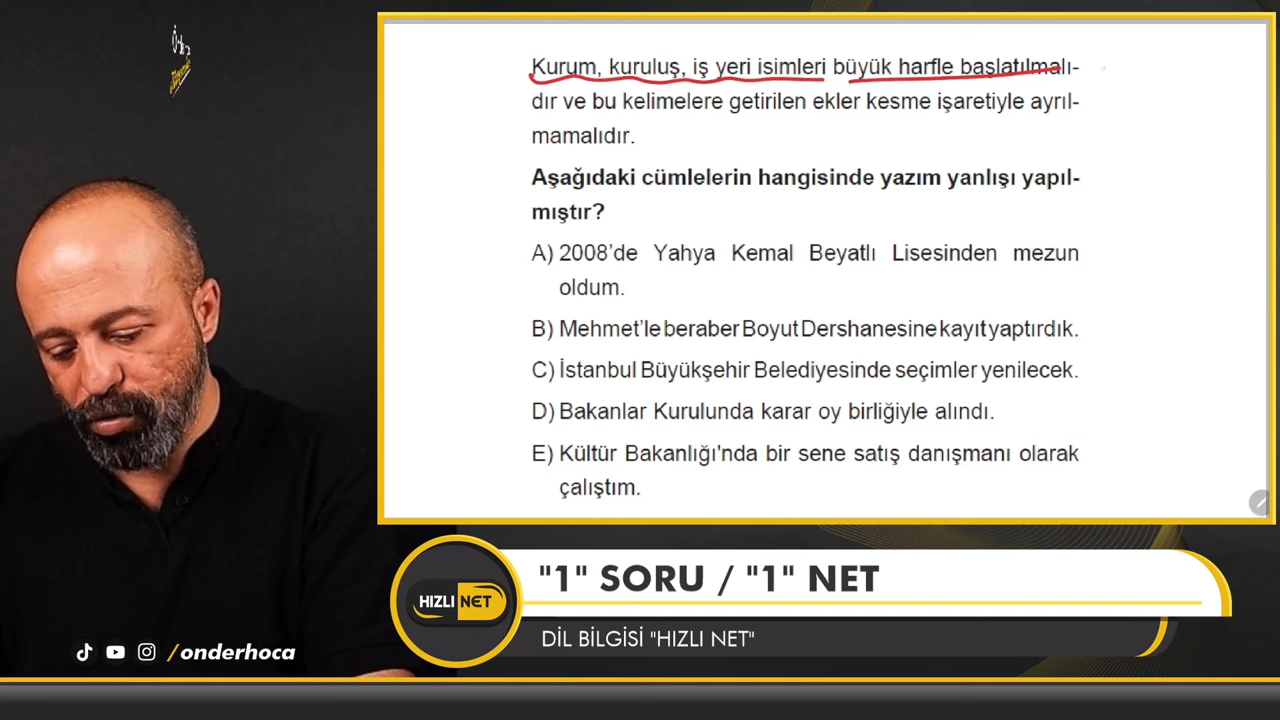 Kurum, kuruluş, iş yeri isimleri büyük harfle başlatılmalı-
dır ve bu kelimelere getirilen ekler kesme işaretiyle ayrıl-
mamalıdır.
Aşağıdaki cümlelerin hangisinde yazım yanlışı yapıl-
mıştır?
A) 2008’de Yahya Kemal Beyatlı Lisesinden mezun
oldum.
B) Mehmet’le beraber Boyut Dershanesine kayıt yaptırdık.
C) İstanbul Büyükşehir Belediyesinde seçimler yenilecek.
D) Bakanlar Kurulunda karar oy birliğiyle alındı.
E) Kültür Bakanlığı'nda bir sene satış danışmanı olarak
çalıştım.
"1" SORU / "1" NET
HIZLI NET
DİL BİLGİSİ "HIZLI NET"
/onderhoca